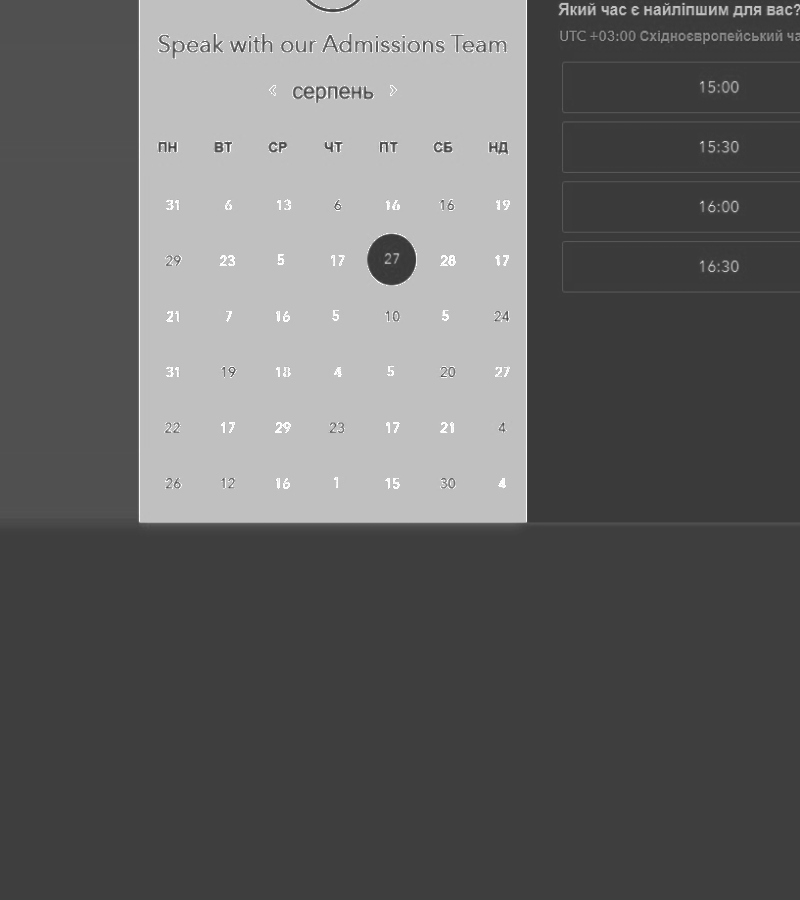 Speak with our Admissions Team
серпень
ПН ВТ СР ЧТ ПТ СБ НД
31 6 13 6 16 16 19
29 23 5 17 27 28 17
21 7 16 5 10 5 24
31 19 18 4 5 20 27
22 17 29 23 17 21 4
26 12 16 1 15 30 4
Який час є найліпшим для вас?
UTC +03:00 Східноєвропейський ча
15:00
15:30
16:00
16:30